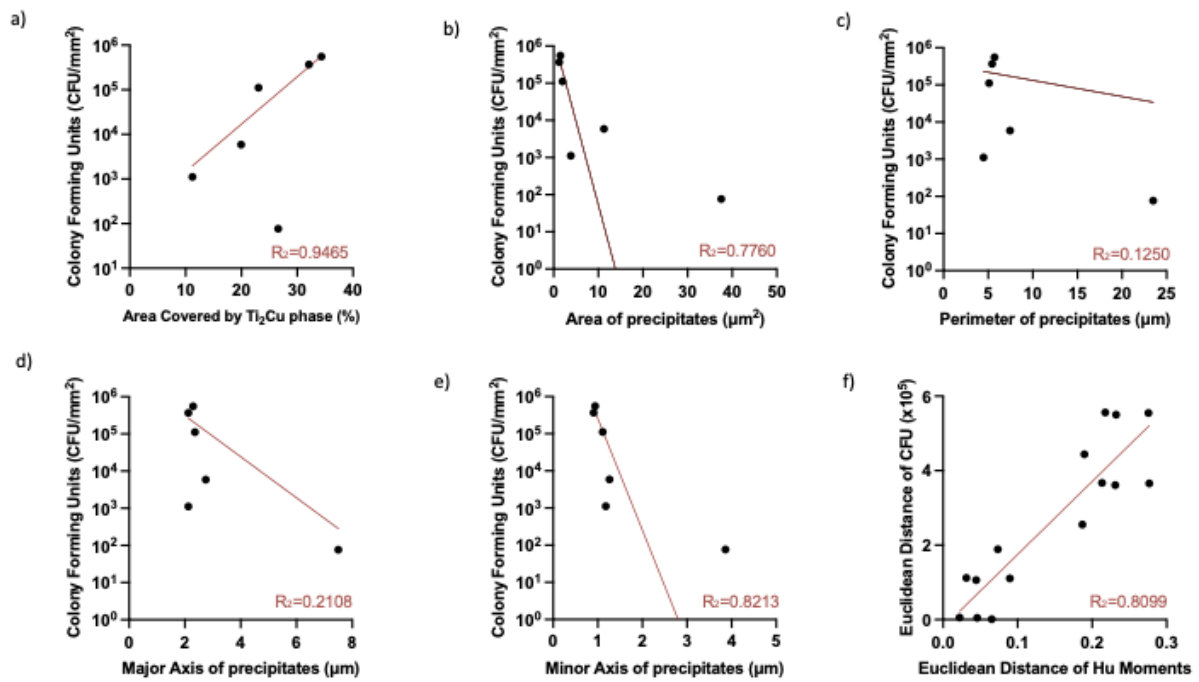 a)
Colony Forming Units (CFU/mm²)
10⁶
10⁵
10⁴
10³
10²
10¹
0 10 20 30 40
Area Covered by Ti₂Cu phase (%)
R₂=0.9465
b)
Colony Forming Units (CFU/mm²)
10⁶
10⁵
10⁴
10³
10²
10¹
10⁰
0 10 20 30 40 50
Area of precipitates (µm²)
R₂=0.7760
c)
Colony Forming Units (CFU/mm²)
10⁶
10⁵
10⁴
10³
10²
10¹
10⁰
0 5 10 15 20 25
Perimeter of precipitates (µm)
R₂=0.1250
d)
Colony Forming Units (CFU/mm²)
10⁶
10⁵
10⁴
10³
10²
10¹
10⁰
0 2 4 6 8
Major Axis of precipitates (µm)
R₂=0.2108
e)
Colony Forming Units (CFU/mm²)
10⁶
10⁵
10⁴
10³
10²
10¹
10⁰
0 1 2 3 4 5
Minor Axis of precipitates (µm)
R₂=0.8213
f)
Euclidean Distance of CFU (x10⁵)
6
4
2
0
0.0 0.1 0.2 0.3
Euclidean Distance of Hu Moments
R₂=0.8099